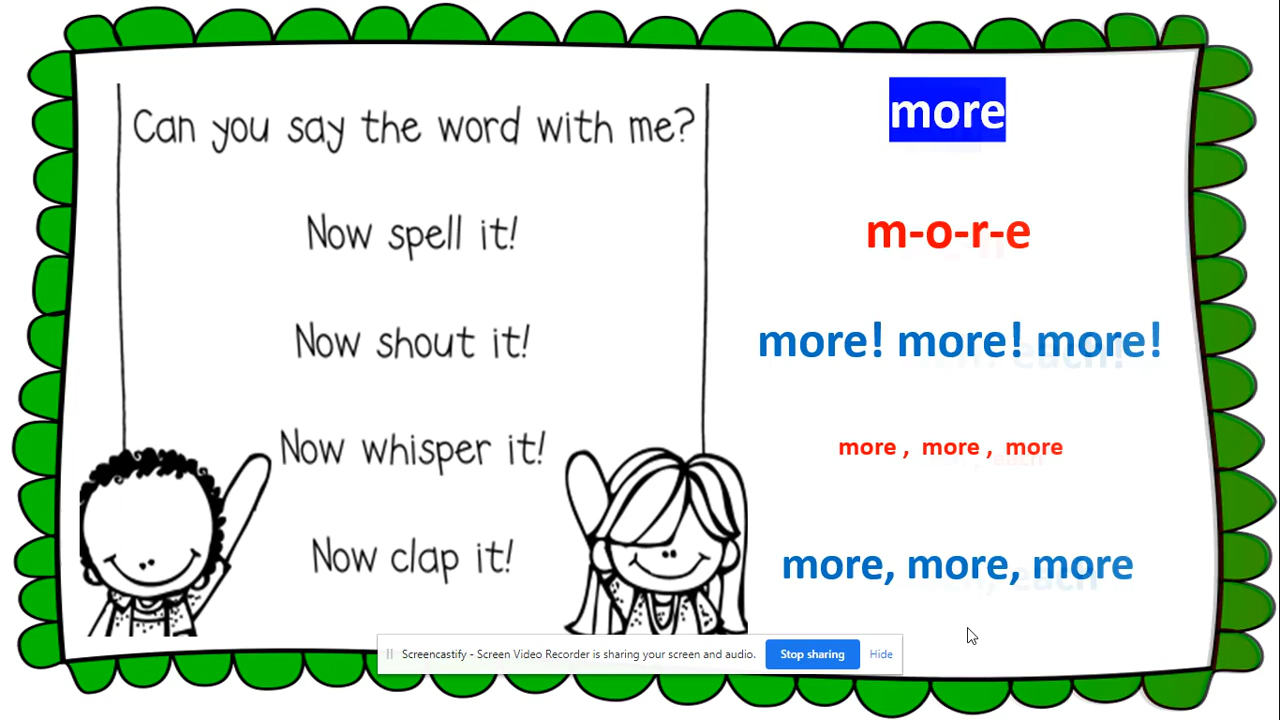 Can you say the word with me?
more
Now spell it!
m-o-r-e
Now shout it!
more! more! more!
Now whisper it!
more , more , more
Now clap it!
more, more, more
Screencastify - Screen Video Recorder is sharing your screen and audio. Stop sharing Hide